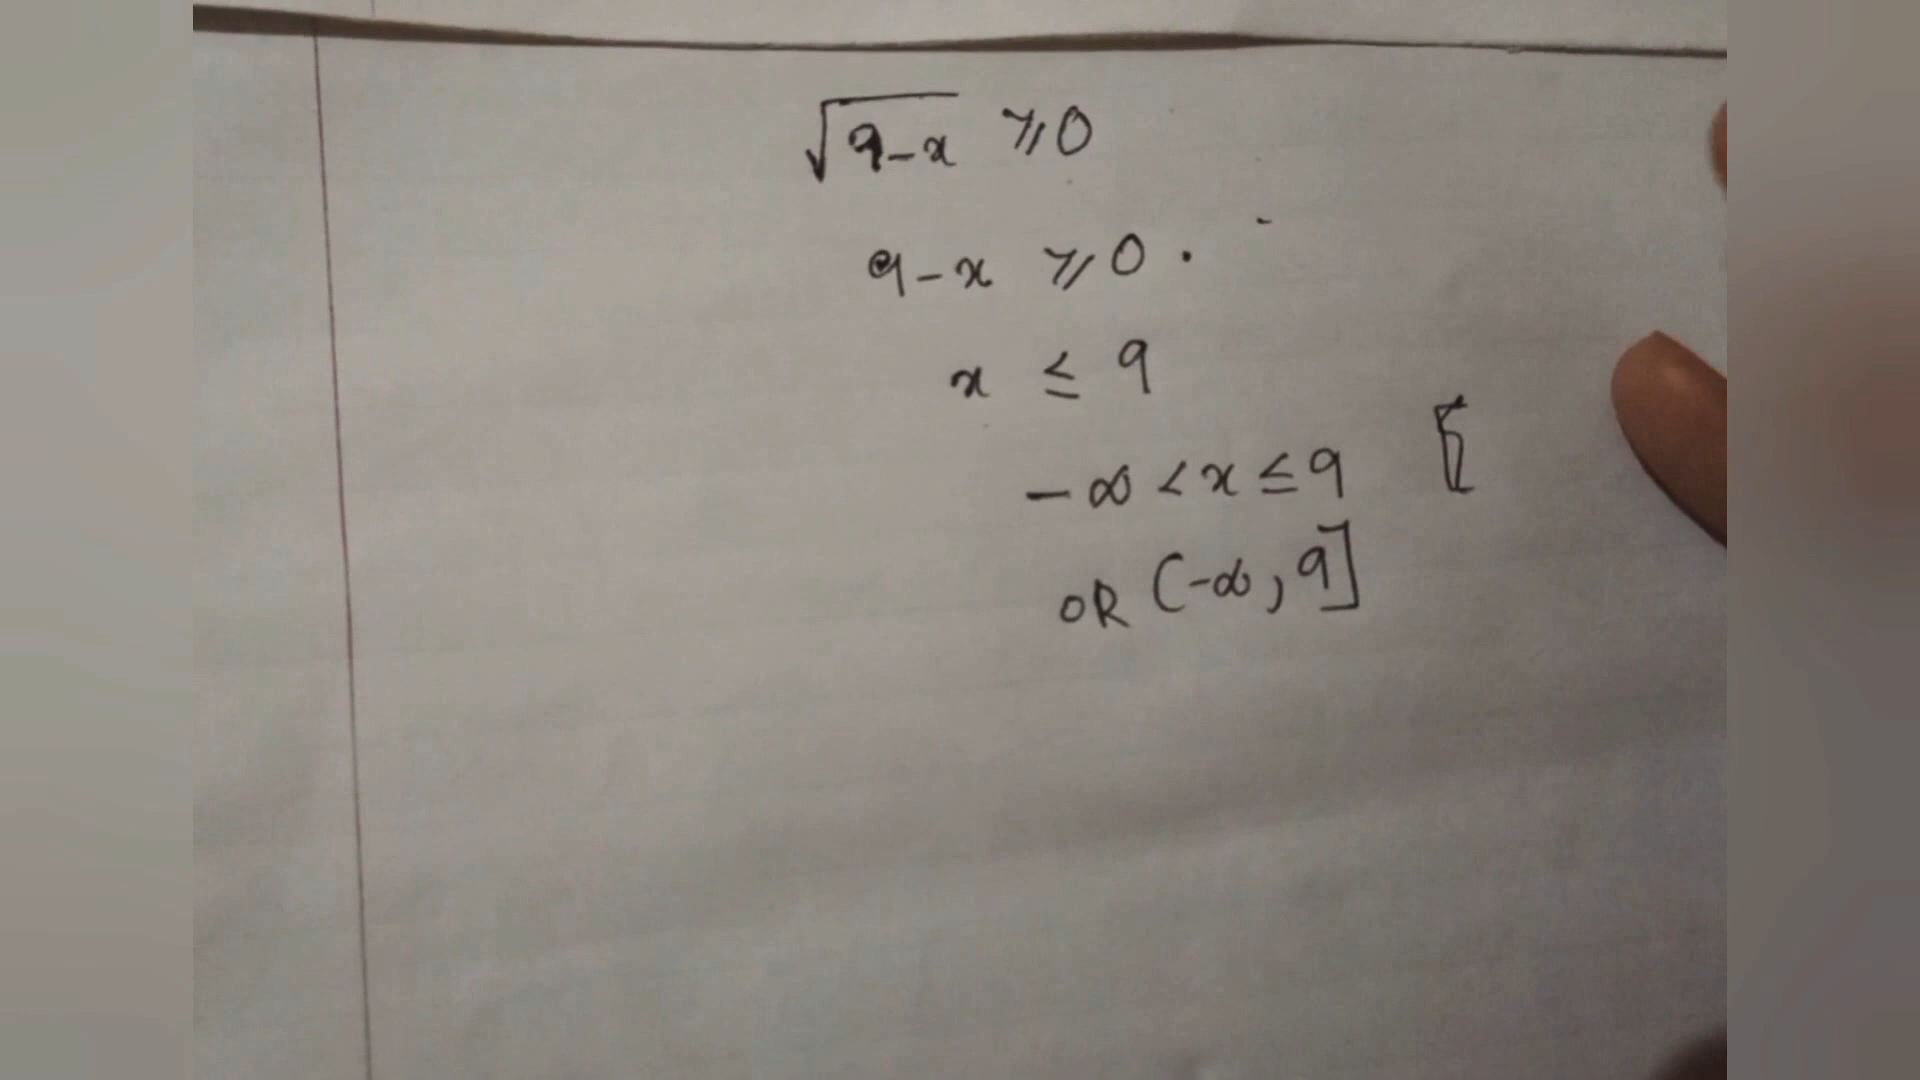 √9-x ⩾0
9-x ⩾0.
x ≤ 9
-∞ < x ≤ 9 [
OR (-∞, 9]